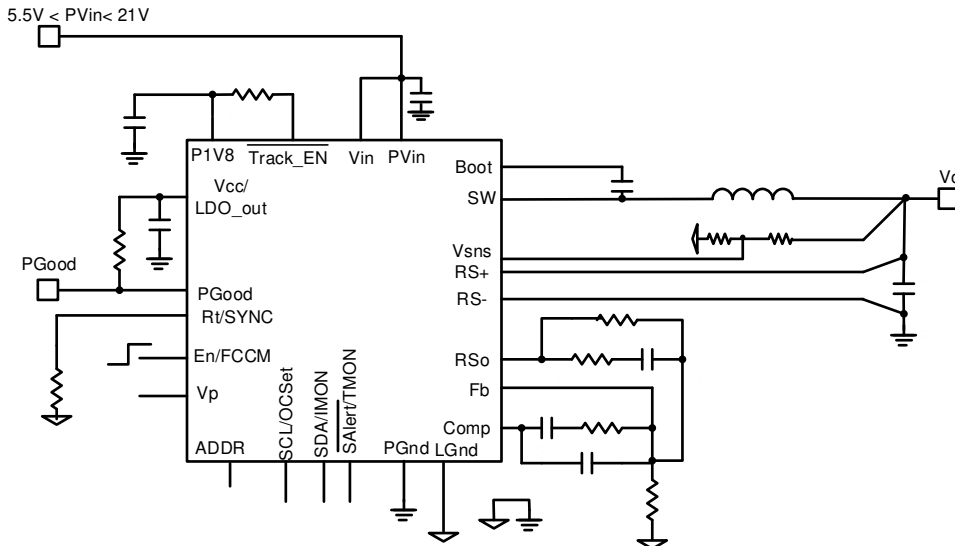 5.5V < PVin< 21V
P1V8
Track_EN
Vin
PVin
Vcc/
LDO_out
Boot
SW
Vsns
RS+
RS-
PGood
PGood
Rt/SYNC
En/FCCM
Vp
RSo
Fb
Comp
ADDR
SCL/OCSet
SDA/IMON
SAlert/TMON
PGnd
LGnd